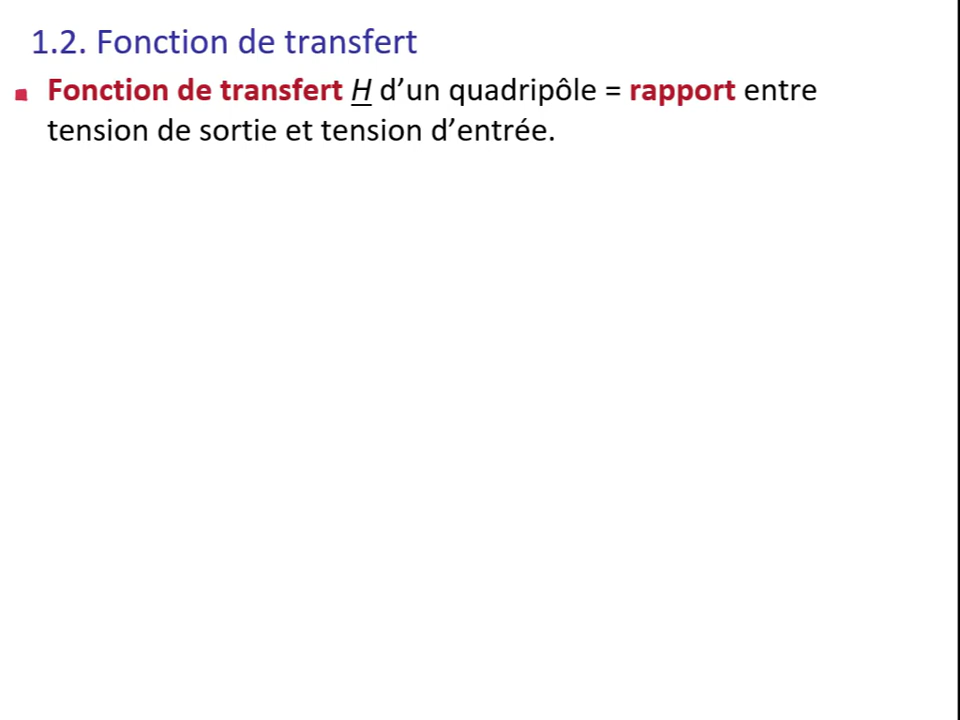 1.2. Fonction de transfert
Fonction de transfert H d’un quadripôle = rapport entre
tension de sortie et tension d’entrée.